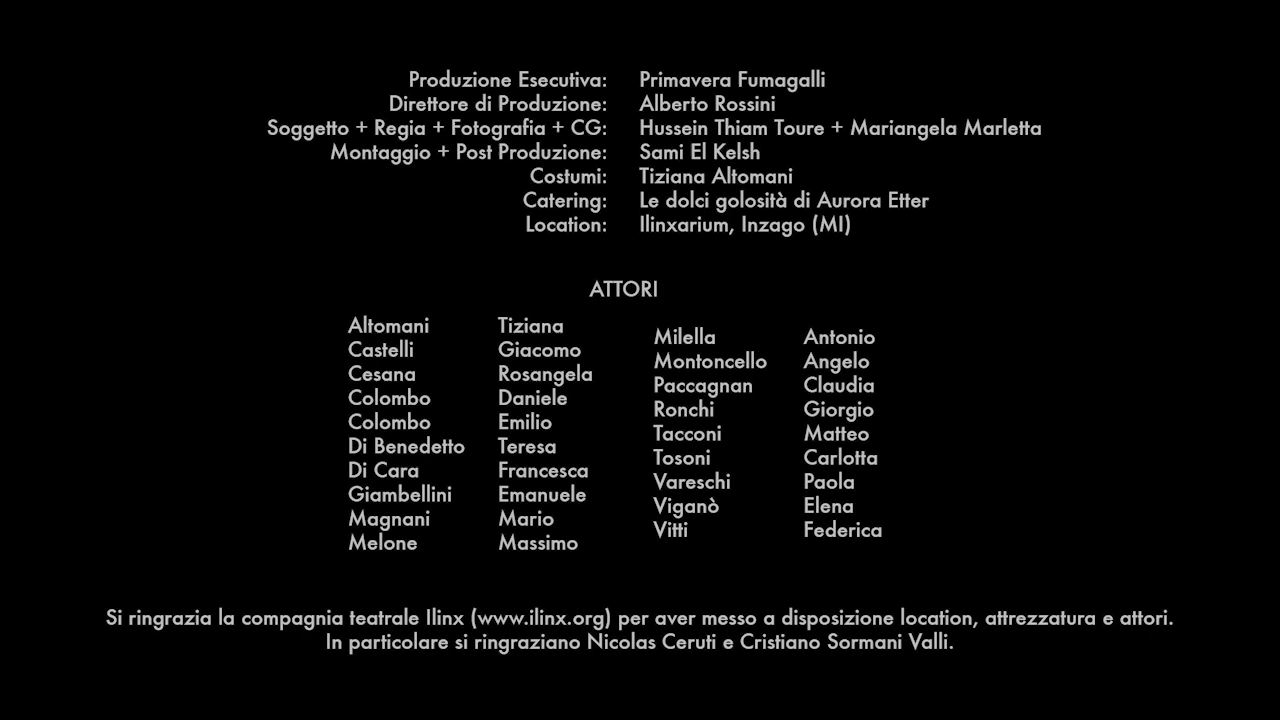 Produzione Esecutiva: Primavera Fumagalli
Direttore di Produzione: Alberto Rossini
Soggetto + Regia + Fotografia + CG: Hussein Thiam Toure + Mariangela Marletta
Montaggio + Post Produzione: Sami El Kelsh
Costumi: Tiziana Altomani
Catering: Le dolci golosità di Aurora Etter
Location: Ilinxarium, Inzago (MI)
ATTORI
Altomani Tiziana
Castelli Giacomo
Cesana Rosangela
Colombo Daniele
Colombo Emilio
Di Benedetto Teresa
Di Cara Francesca
Giambellini Emanuele
Magnani Mario
Melone Massimo
Milella Antonio
Montoncello Angelo
Paccagnan Claudia
Ronchi Giorgio
Tacconi Matteo
Tosoni Carlotta
Vareschi Paola
Viganò Elena
Vitti Federica
Si ringrazia la compagnia teatrale Ilinx (www.ilinx.org) per aver messo a disposizione location, attrezzatura e attori.
In particolare si ringraziano Nicolas Ceruti e Cristiano Sormani Valli.